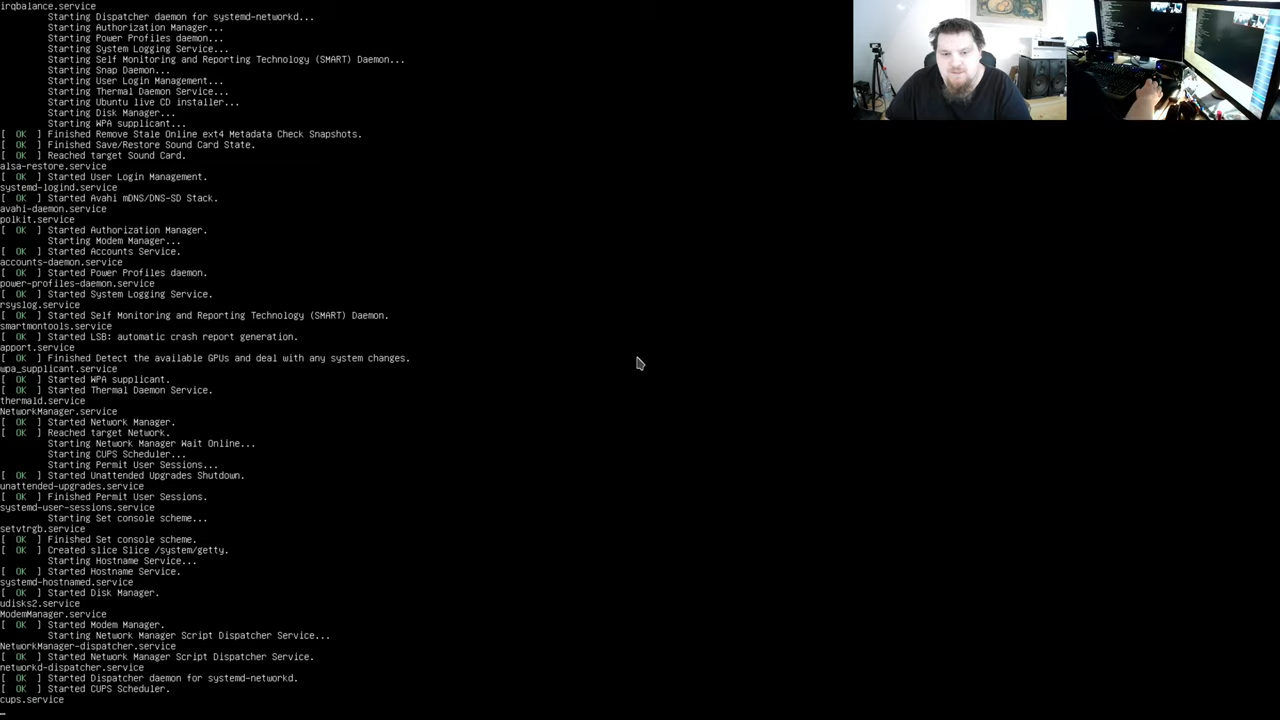 irqbalance.service
Starting Dispatcher daemon for systemd-networkd...
Starting Authorization Manager...
Starting Power Profiles daemon...
Starting System Logging Service...
Starting Self Monitoring and Reporting Technology (SMART) Daemon...
Starting Snap Daemon...
Starting User Login Management...
Starting Thermal Daemon Service...
Starting Ubuntu live CD installer...
Starting Disk Manager...
Starting WPA supplicant...
[  OK  ] Finished Remove Stale Online ext4 Metadata Check Snapshots.
[  OK  ] Finished Save/Restore Sound Card State.
[  OK  ] Reached target Sound Card.
alsa-restore.service
[  OK  ] Started User Login Management.
systemd-logind.service
[  OK  ] Started Avahi mDNS/DNS-SD Stack.
avahi-daemon.service
polkit.service
[  OK  ] Started Authorization Manager.
Starting Modem Manager...
[  OK  ] Started Accounts Service.
accounts-daemon.service
[  OK  ] Started Power Profiles daemon.
power-profiles-daemon.service
[  OK  ] Started System Logging Service.
rsyslog.service
[  OK  ] Started Self Monitoring and Reporting Technology (SMART) Daemon.
smartmontools.service
[  OK  ] Started LSB: automatic crash report generation.
apport.service
[  OK  ] Finished Detect the available GPUs and deal with any system changes.
wpa_supplicant.service
[  OK  ] Started WPA supplicant.
[  OK  ] Started Thermal Daemon Service.
thermald.service
NetworkManager.service
[  OK  ] Started Network Manager.
[  OK  ] Reached target Network.
Starting Network Manager Wait Online...
Starting CUPS Scheduler...
Starting Permit User Sessions...
[  OK  ] Started Unattended Upgrades Shutdown.
unattended-upgrades.service
[  OK  ] Finished Permit User Sessions.
systemd-user-sessions.service
Starting Set console scheme...
setvtrgb.service
[  OK  ] Finished Set console scheme.
[  OK  ] Created slice Slice /system/getty.
Starting Hostname Service...
[  OK  ] Started Hostname Service.
systemd-hostnamed.service
[  OK  ] Started Disk Manager.
udisks2.service
ModemManager.service
[  OK  ] Started Modem Manager.
Starting Network Manager Script Dispatcher Service...
NetworkManager-dispatcher.service
[  OK  ] Started Network Manager Script Dispatcher Service.
networkd-dispatcher.service
[  OK  ] Started Dispatcher daemon for systemd-networkd.
[  OK  ] Started CUPS Scheduler.
cups.service